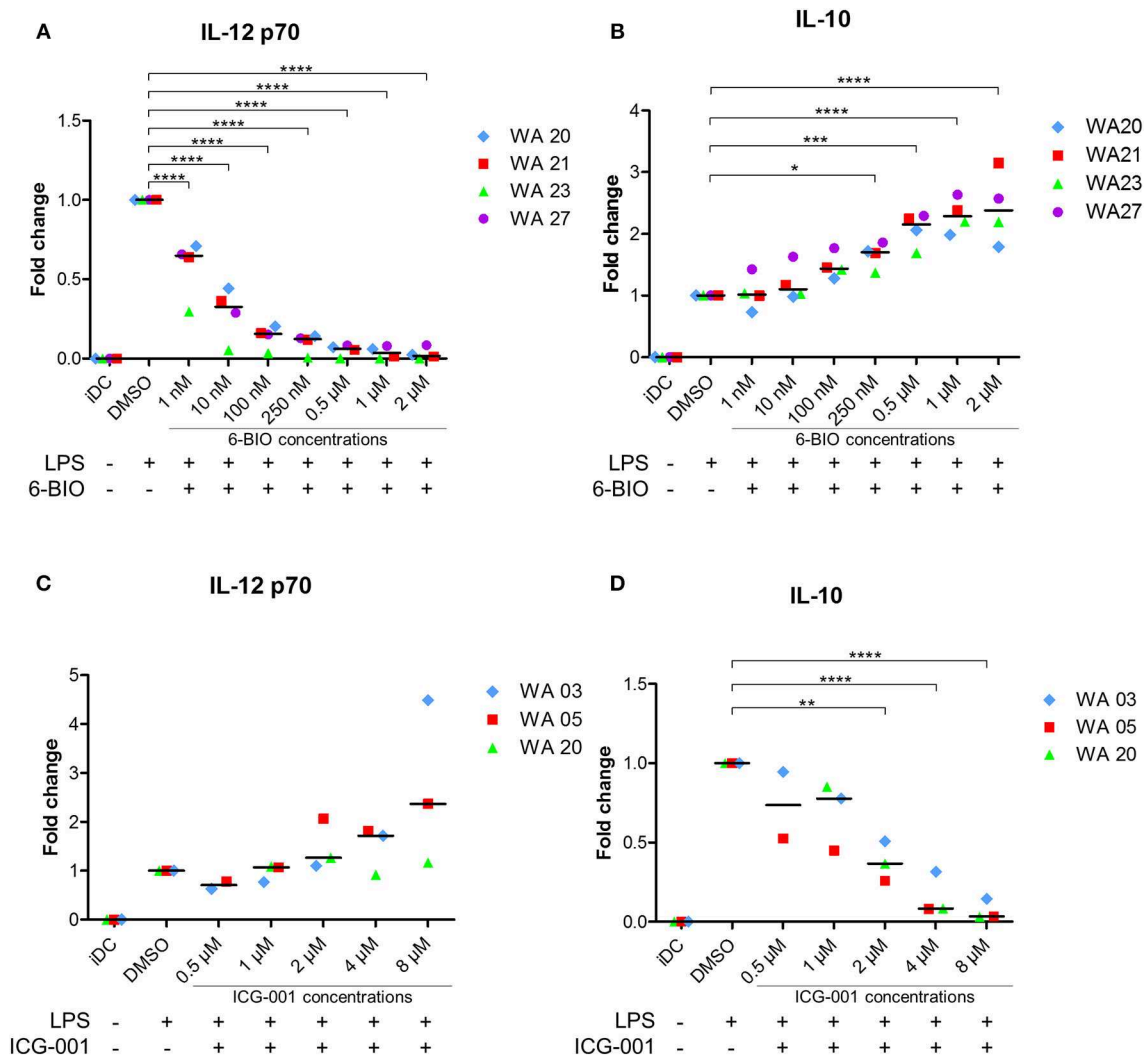 A
IL-12 p70
****
****
****
****
****
****
****
Fold change
1.5
1.0
0.5
0.0
iDC
DMSO
1 nM
10 nM
100 nM
250 nM
0.5 µM
1 µM
2 µM
6-BIO concentrations
LPS - + + + + + + + +
6-BIO - - + + + + + + +
WA 20
WA 21
WA 23
WA 27
B
IL-10
****
****
***
*
Fold change
4
3
2
1
0
iDC
DMSO
1 nM
10 nM
100 nM
250 nM
0.5 µM
1 µM
2 µM
6-BIO concentrations
LPS - + + + + + + + +
6-BIO - - + + + + + + +
WA20
WA21
WA23
WA27
C
IL-12 p70
Fold change
5
4
3
2
1
0
iDC
DMSO
0.5 µM
1 µM
2 µM
4 µM
8 µM
ICG-001 concentrations
LPS - + + + + + +
ICG-001 - - + + + + +
WA 03
WA 05
WA 20
D
IL-10
****
****
**
Fold change
1.5
1.0
0.5
0.0
iDC
DMSO
0.5 µM
1 µM
2 µM
4 µM
8 µM
ICG-001 concentrations
LPS - + + + + + +
ICG-001 - - + + + + +
WA 03
WA 05
WA 20